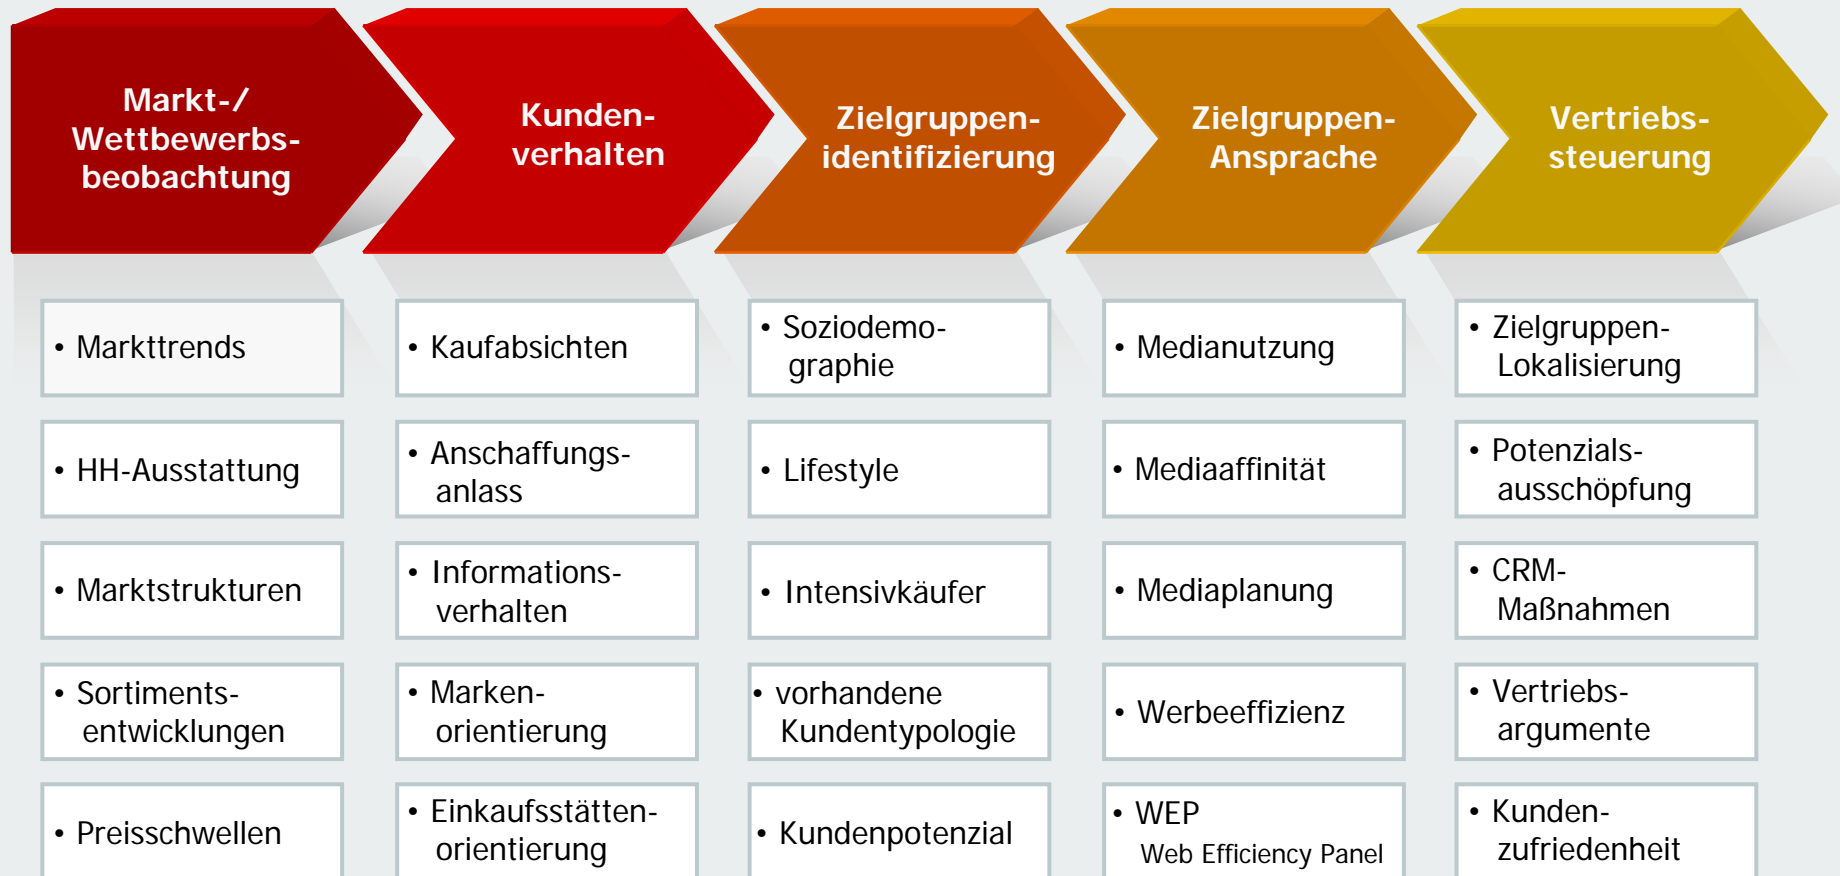 Markt-/
Wettbewerbs-
beobachtung
Kunden-
verhalten
Zielgruppen-
identifizierung
Zielgruppen-
Ansprache
Vertriebs-
steuerung
• Markttrends
• HH-Ausstattung
• Marktstrukturen
• Sortiments-
entwicklungen
• Preisschwellen
• Kaufabsichten
• Anschaffungs-
anlass
• Informations-
verhalten
• Marken-
orientierung
• Einkaufsstätten-
orientierung
• Soziodemo-
graphie
• Lifestyle
• Intensivkäufer
• vorhandene
Kundentypologie
• Kundenpotenzial
• Medianutzung
• Mediaaffinität
• Mediaplanung
• Werbeeffizienz
• WEP
Web Efficiency Panel
• Zielgruppen-
Lokalisierung
• Potenzials-
ausschöpfung
• CRM-
Maßnahmen
• Vertriebs-
argumente
• Kunden-
zufriedenheit